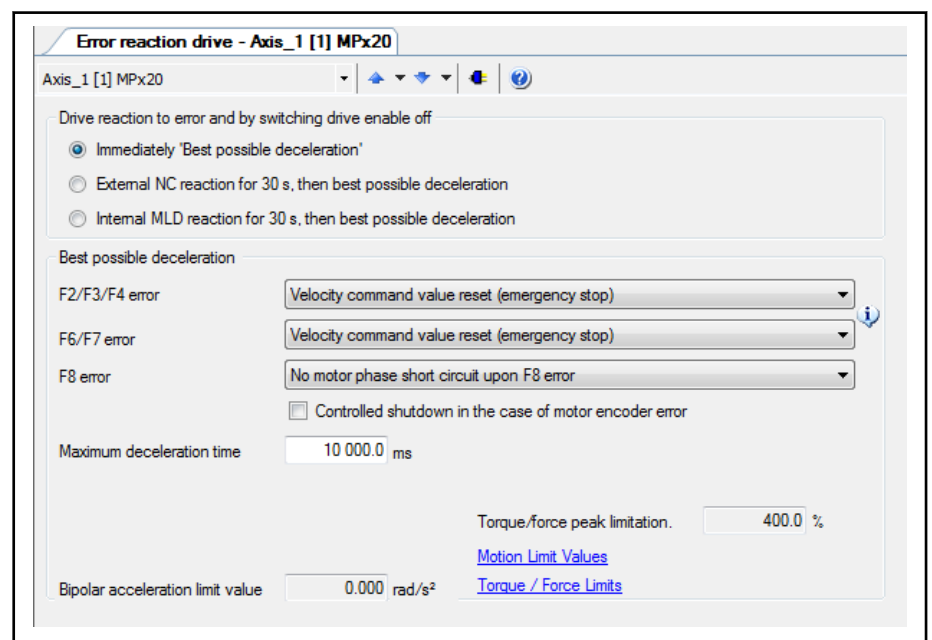 Error reaction drive - Axis_1 [1] MPx20
Axis_1 [1] MPx20
Drive reaction to error and by switching drive enable off
Immediately 'Best possible deceleration'
External NC reaction for 30 s, then best possible deceleration
Internal MLD reaction for 30 s, then best possible deceleration
Best possible deceleration
F2/F3/F4 error Velocity command value reset (emergency stop)
F6/F7 error Velocity command value reset (emergency stop)
F8 error No motor phase short circuit upon F8 error
Controlled shutdown in the case of motor encoder error
Maximum deceleration time 10 000.0 ms
Torque/force peak limitation. 400.0 %
Motion Limit Values
Bipolar acceleration limit value 0.000 rad/s² Torque / Force Limits